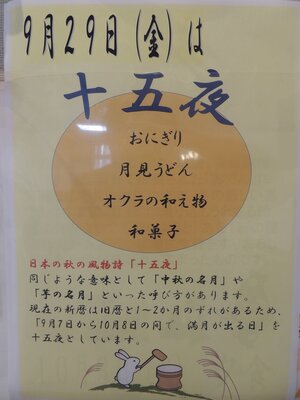 9月29日(金)は
十五夜
おにぎり
月見うどん
オクラの和え物
和菓子
日本の秋の風物詩「十五夜」
同じような意味として「中秋の名月」や
「芋の名月」といった呼び方があります。
現在の新暦は旧暦と1~2か月のずれがあるため、
「9月7日から10月8日の間で、満月が出る日」を
十五夜としています。